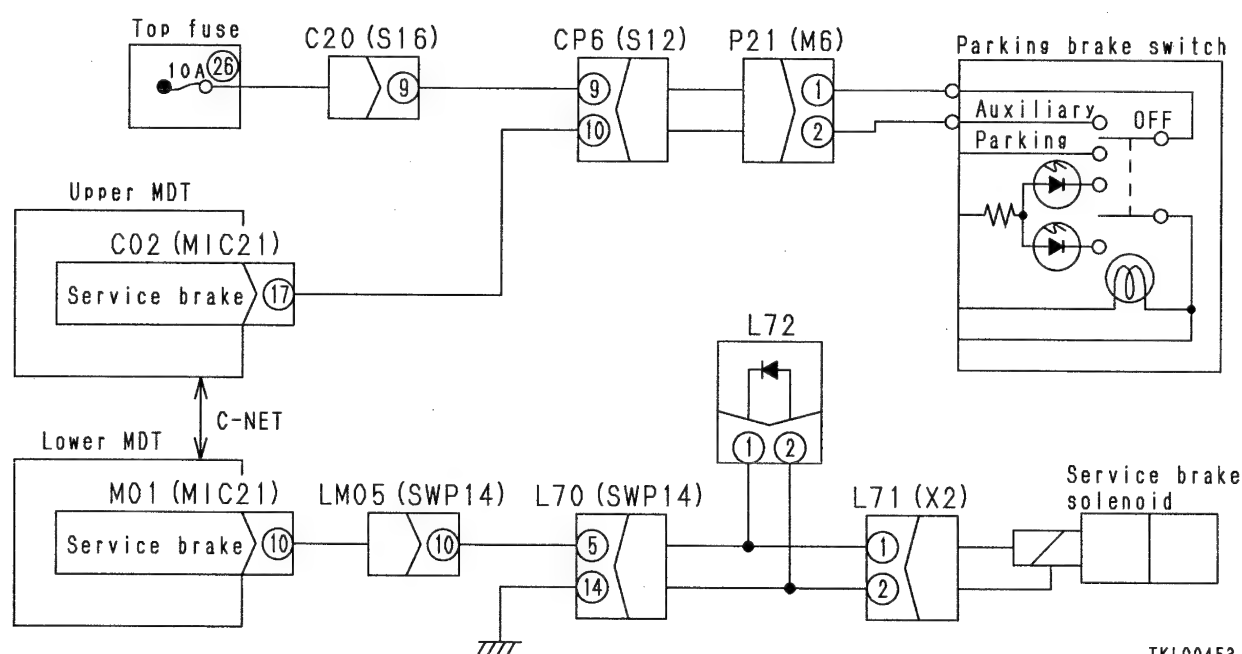 Top fuse
10A 26
C20 (S16)
9
CP6 (S12)
9
10
P21 (M6)
1
2
Parking brake switch
Auxiliary
OFF
Parking
Upper MDT
C02 (MIC21)
Service brake 17
C-NET
Lower MDT
M01 (MIC21)
Service brake 10
LM05 (SWP14)
10
L70 (SWP14)
5
14
L72
1 2
L71 (X2)
1
2
Service brake
solenoid
TKL00453